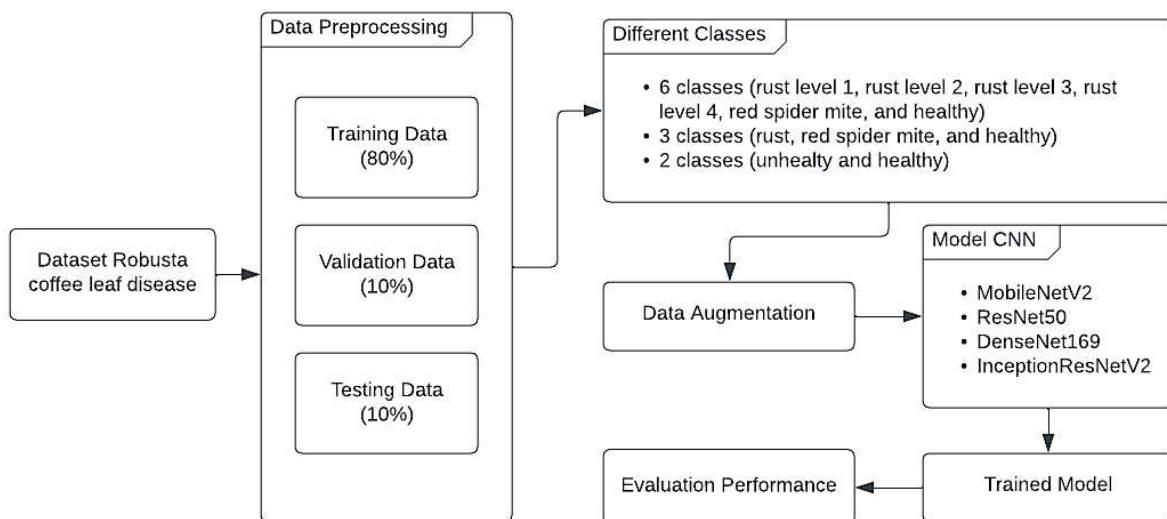 Dataset Robusta
coffee leaf disease
Data Preprocessing
Training Data
(80%)
Validation Data
(10%)
Testing Data
(10%)
Different Classes
• 6 classes (rust level 1, rust level 2, rust level 3, rust
level 4, red spider mite, and healthy)
• 3 classes (rust, red spider mite, and healthy)
• 2 classes (unhealty and healthy)
Data Augmentation
Model CNN
• MobileNetV2
• ResNet50
• DenseNet169
• InceptionResNetV2
Trained Model
Evaluation Performance